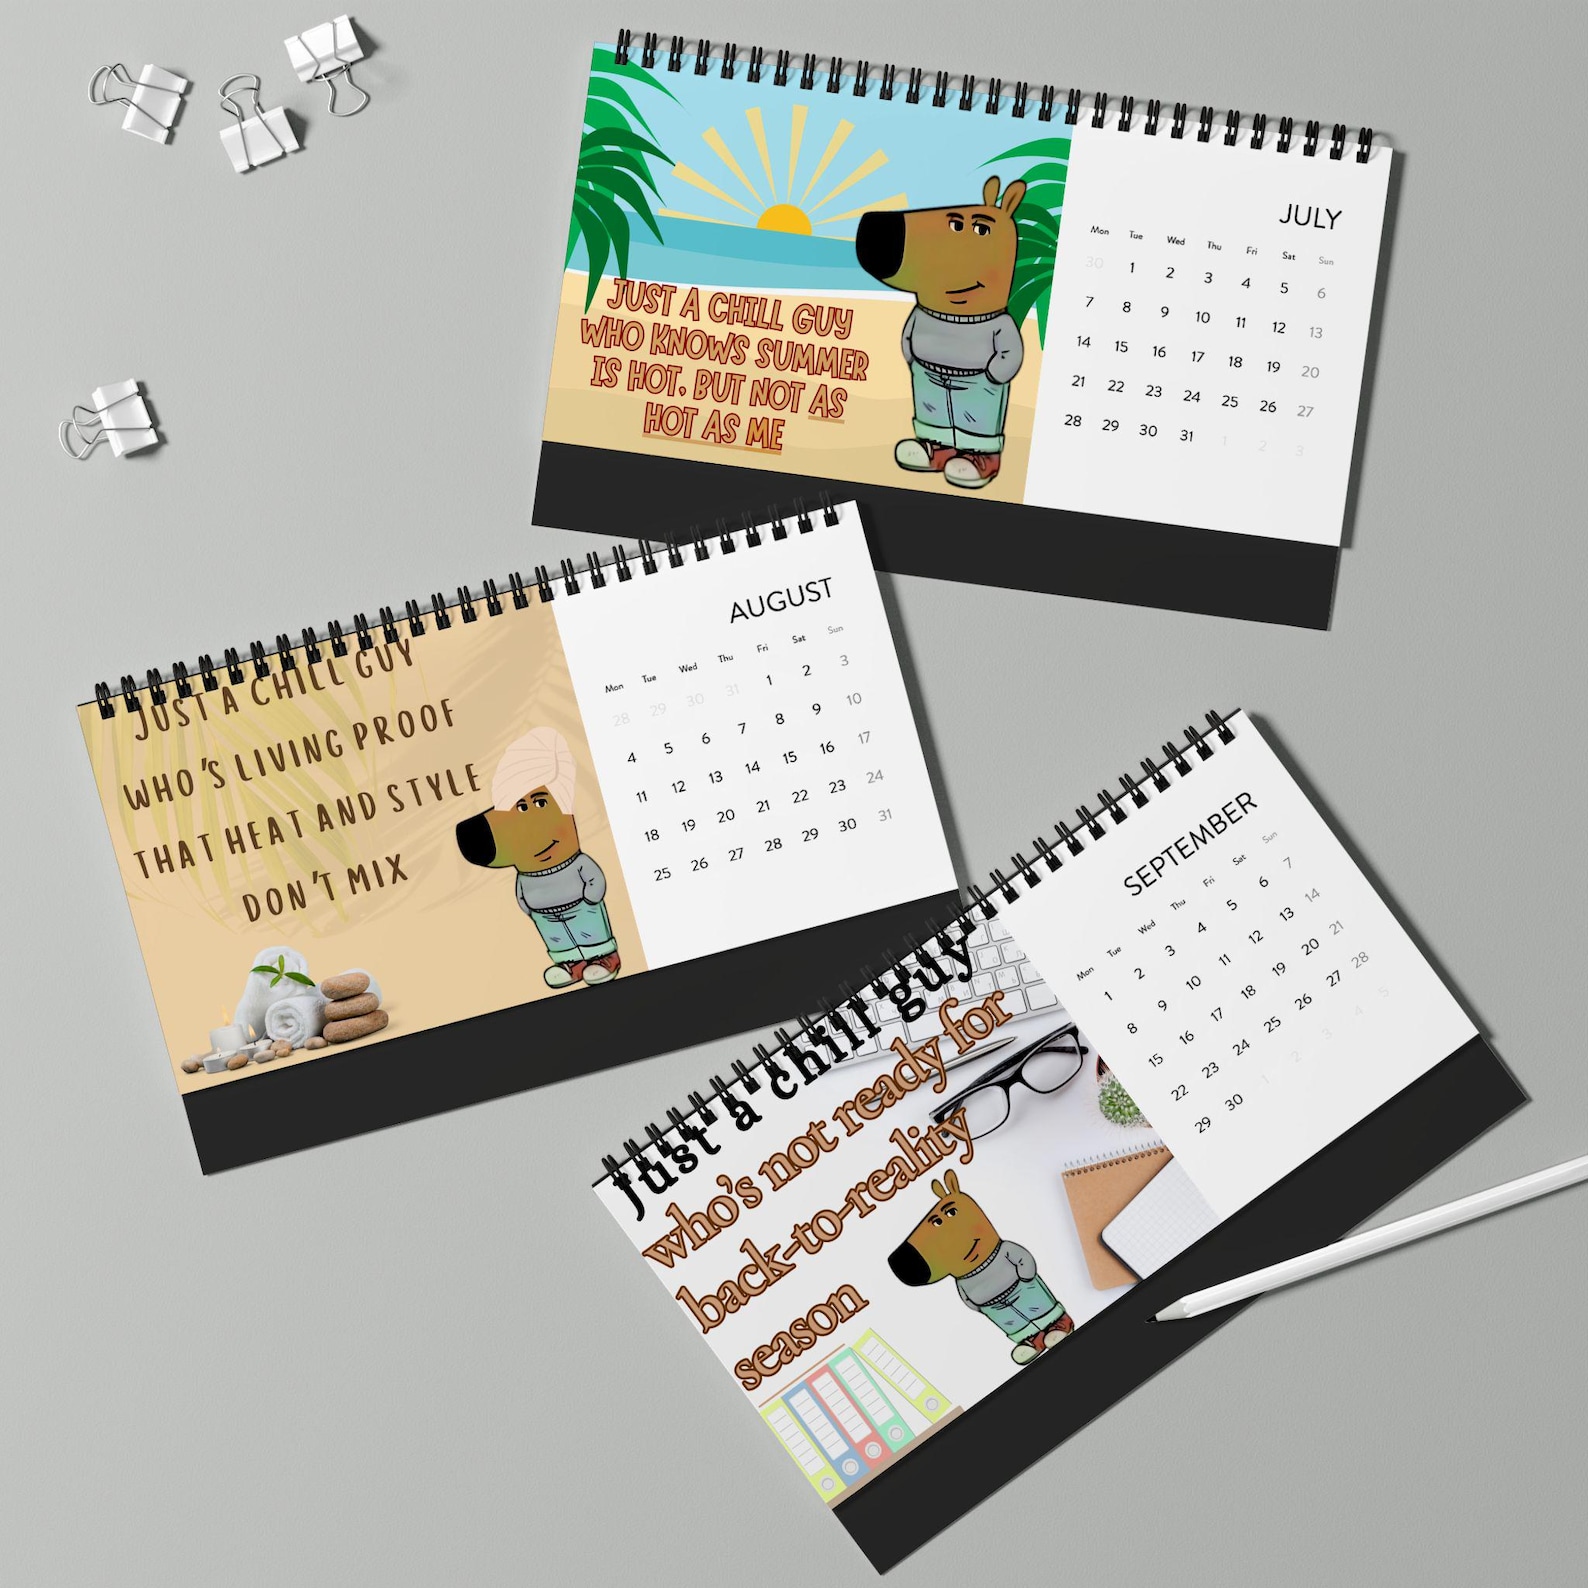 JUST A CHILL GUY
WHO KNOWS SUMMER
IS HOT, BUT NOT AS
HOT AS ME
JULY
Mon Tue Wed Thu Fri Sat Sun
30 1 2 3 4 5 6
7 8 9 10 11 12 13
14 15 16 17 18 19 20
21 22 23 24 25 26 27
28 29 30 31 1 2 3
JUST A CHILL GUY
WHO'S LIVING PROOF
THAT HEAT AND STYLE
DON'T MIX
AUGUST
Mon Tue Wed Thu Fri Sat Sun
28 29 30 31 1 2 3
4 5 6 7 8 9 10
11 12 13 14 15 16 17
18 19 20 21 22 23 24
25 26 27 28 29 30 31
Just a chill guy
who's not ready for
back-to-reality
season
SEPTEMBER
Mon Tue Wed Thu Fri Sat Sun
1 2 3 4 5 6 7
8 9 10 11 12 13 14
15 16 17 18 19 20 21
22 23 24 25 26 27 28
29 30 1 2 3 4 5